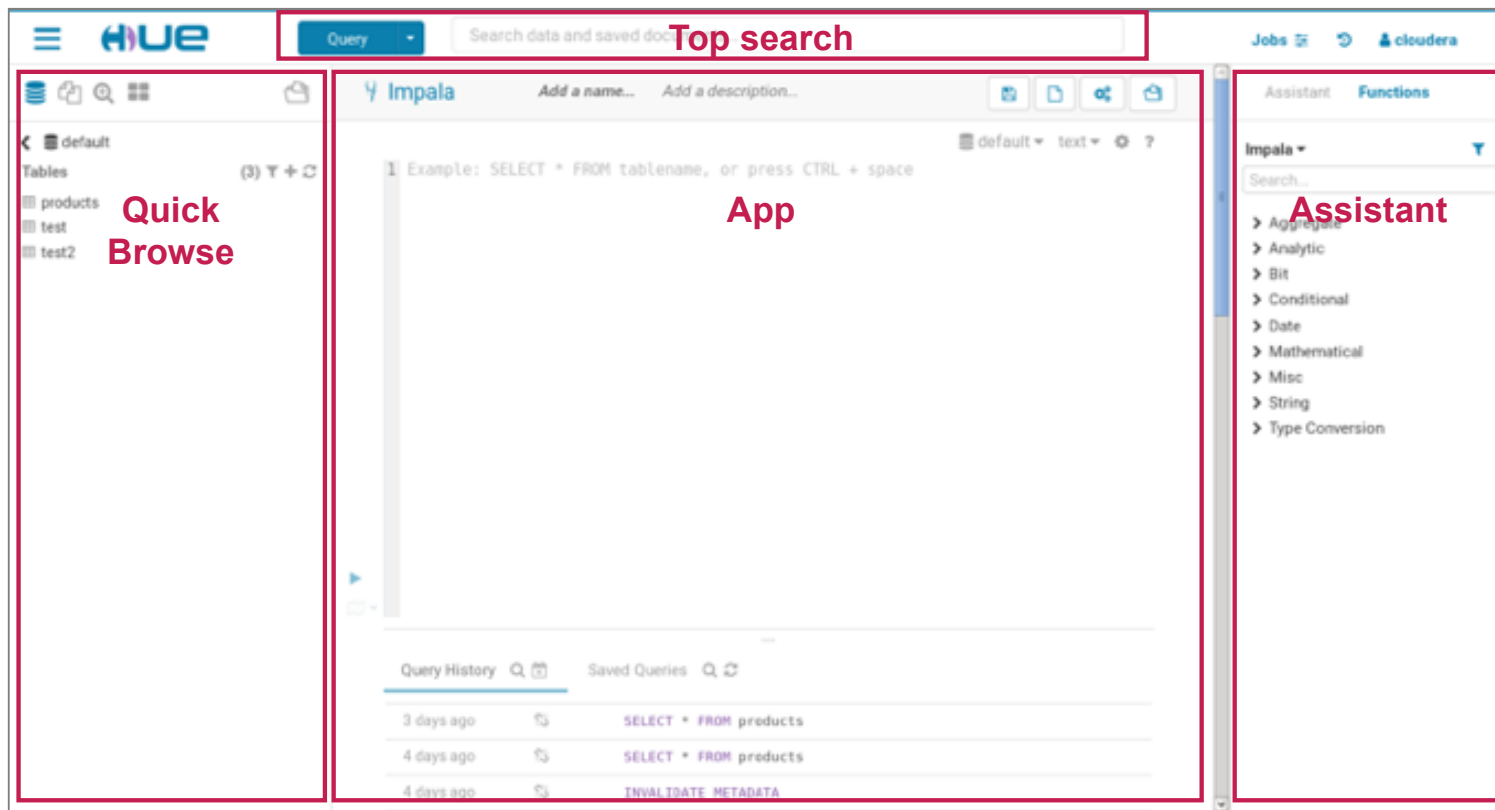 HUE
Query
Search data and saved docum
Top search
Jobs
cloudera
Impala
Add a name...
Add a description...
Assistant
Functions
default
Tables
(3)
products
test
test2
Quick
Browse
default
text
?
1 Example: SELECT * FROM tablename, or press CTRL + space
App
Impala
Search...
Assistant
Aggregate
Analytic
Bit
Conditional
Date
Mathematical
Misc
String
Type Conversion
Query History
Saved Queries
3 days ago
SELECT * FROM products
4 days ago
SELECT * FROM products
4 days ago
INVALIDATE METADATA